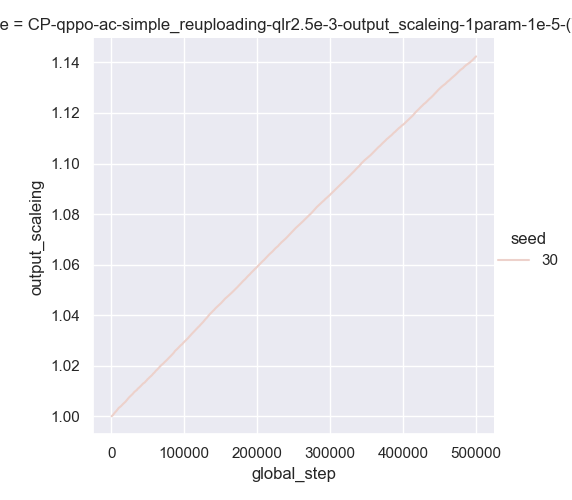 e = CP-qppo-ac-simple_reuploading-qlr2.5e-3-output_scaleing-1param-1e-5-(
1.14
1.12
1.10
1.08
1.06
1.04
1.02
1.00
output_scaleing
0 100000 200000 300000 400000 500000
global_step
seed
30